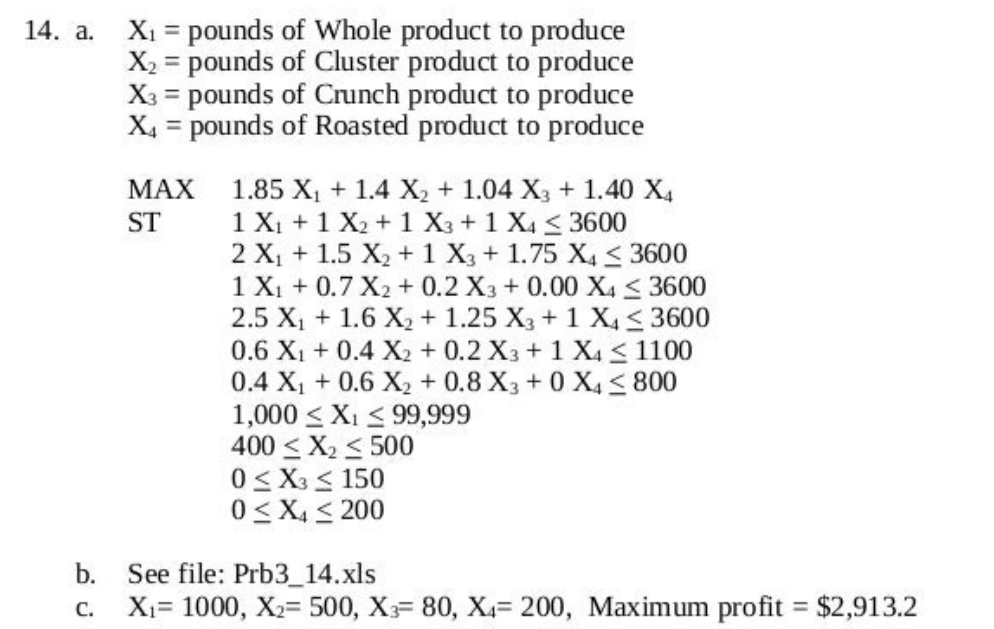 14. a. X₁ = pounds of Whole product to produce
X₂ = pounds of Cluster product to produce
X₃ = pounds of Crunch product to produce
X₄ = pounds of Roasted product to produce
MAX 1.85 X₁ + 1.4 X₂ + 1.04 X₃ + 1.40 X₄
ST 1 X₁ + 1 X₂ + 1 X₃ + 1 X₄ ≤ 3600
2 X₁ + 1.5 X₂ + 1 X₃ + 1.75 X₄ ≤ 3600
1 X₁ + 0.7 X₂ + 0.2 X₃ + 0.00 X₄ ≤ 3600
2.5 X₁ + 1.6 X₂ + 1.25 X₃ + 1 X₄ ≤ 3600
0.6 X₁ + 0.4 X₂ + 0.2 X₃ + 1 X₄ ≤ 1100
0.4 X₁ + 0.6 X₂ + 0.8 X₃ + 0 X₄ ≤ 800
1,000 ≤ X₁ ≤ 99,999
400 ≤ X₂ ≤ 500
0 ≤ X₃ ≤ 150
0 ≤ X₄ ≤ 200
b. See file: Prb3_14.xls
c. X₁= 1000, X₂= 500, X₃= 80, X₄= 200, Maximum profit = $2,913.2